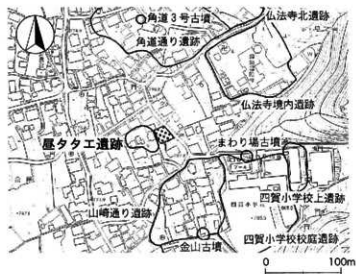 角道3号古墳
仏法寺北遺跡
角道通り遺跡
仏法寺境内遺跡
昼タタエ遺跡
まわり場古墳
四賀小学校上遺跡
山崎通り遺跡
四賀小学校校庭遺跡
金山古墳
0 100m